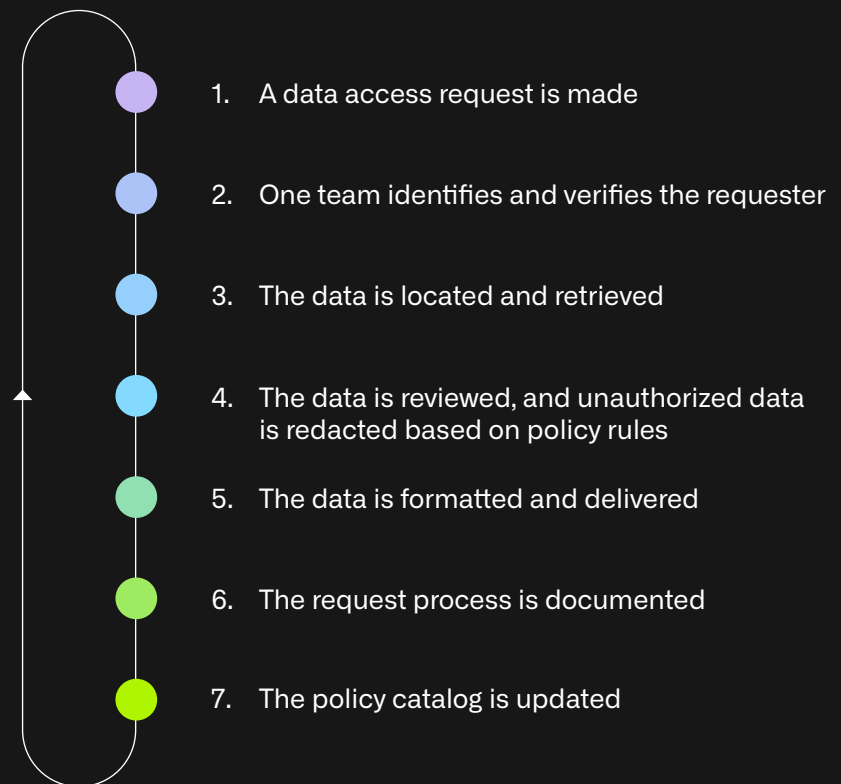 1. A data access request is made
2. One team identifies and verifies the requester
3. The data is located and retrieved
4. The data is reviewed, and unauthorized data
is redacted based on policy rules
5. The data is formatted and delivered
6. The request process is documented
7. The policy catalog is updated